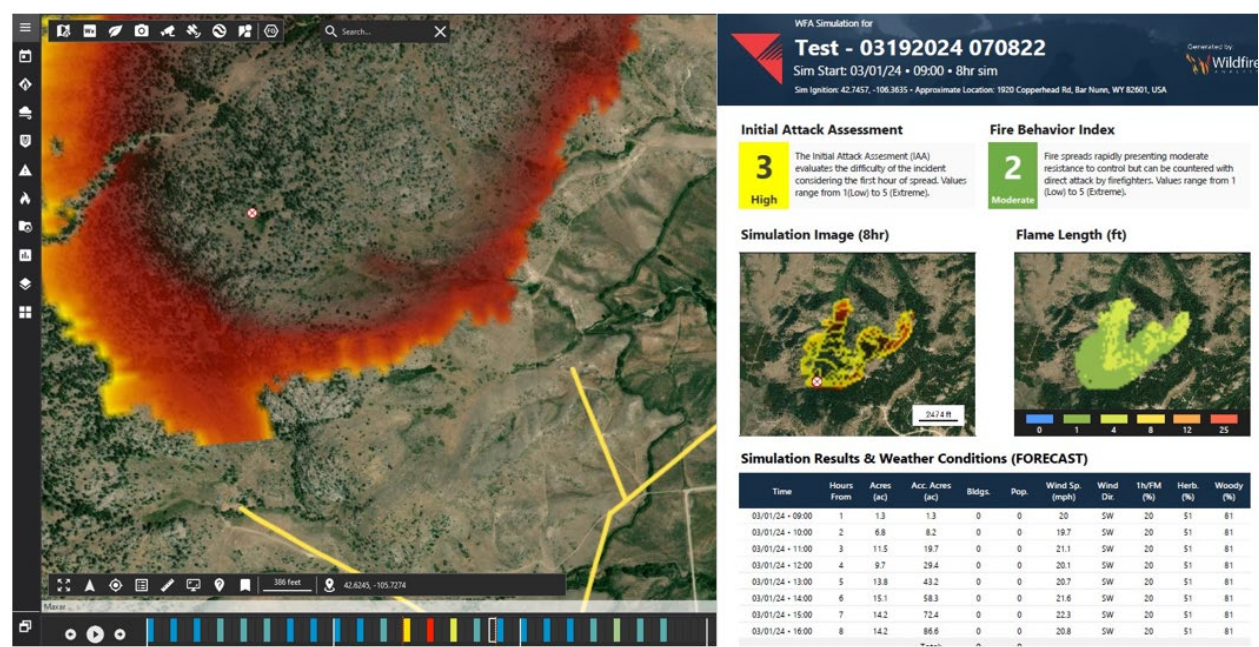 We
FG
Search...
386 feet
42.6245, -105.7274
Maxar
WFA Simulation for
Test - 03192024 070822
Sim Start: 03/01/24 • 09:00 • 8hr sim
Sim Ignition: 42.7457, -106.3635 • Approximate Location: 1920 Copperhead Rd, Bar Nunn, WY 82601, USA
Generated by:
Wildfire
Initial Attack Assessment
3
High
The Initial Attack Assesment (IAA)
evaluates the difficulty of the incident
considering the first hour of spread. Values
range from 1(Low) to 5 (Extreme).
Fire Behavior Index
2
Moderate
Fire spreads rapidly presenting moderate
resistance to control but can be countered with
direct attack by firefighters. Values range from 1
(Low) to 5 (Extreme).
Simulation Image (8hr)
2474 ft
Flame Length (ft)
0 1 4 8 12 25
Simulation Results & Weather Conditions (FORECAST)
Time Hours From Acres (ac) Acc. Acres (ac) Bldgs. Pop. Wind Sp. (mph) Wind Dir. 1h/FM (%) Herb. (%) Woody (%)
03/01/24 • 09:00 1 1.3 1.3 0 0 20 SW 20 51 81
03/01/24 • 10:00 2 6.8 8.2 0 0 19.7 SW 20 51 81
03/01/24 • 11:00 3 11.5 19.7 0 0 21.1 SW 20 51 81
03/01/24 • 12:00 4 9.7 29.4 0 0 20.1 SW 20 51 81
03/01/24 • 13:00 5 13.8 43.2 0 0 20.7 SW 20 51 81
03/01/24 • 14:00 6 15.1 58.3 0 0 21.6 SW 20 51 81
03/01/24 • 15:00 7 14.2 72.4 0 0 22.3 SW 20 51 81
03/01/24 • 16:00 8 14.2 86.6 0 0 20.8 SW 20 51 81